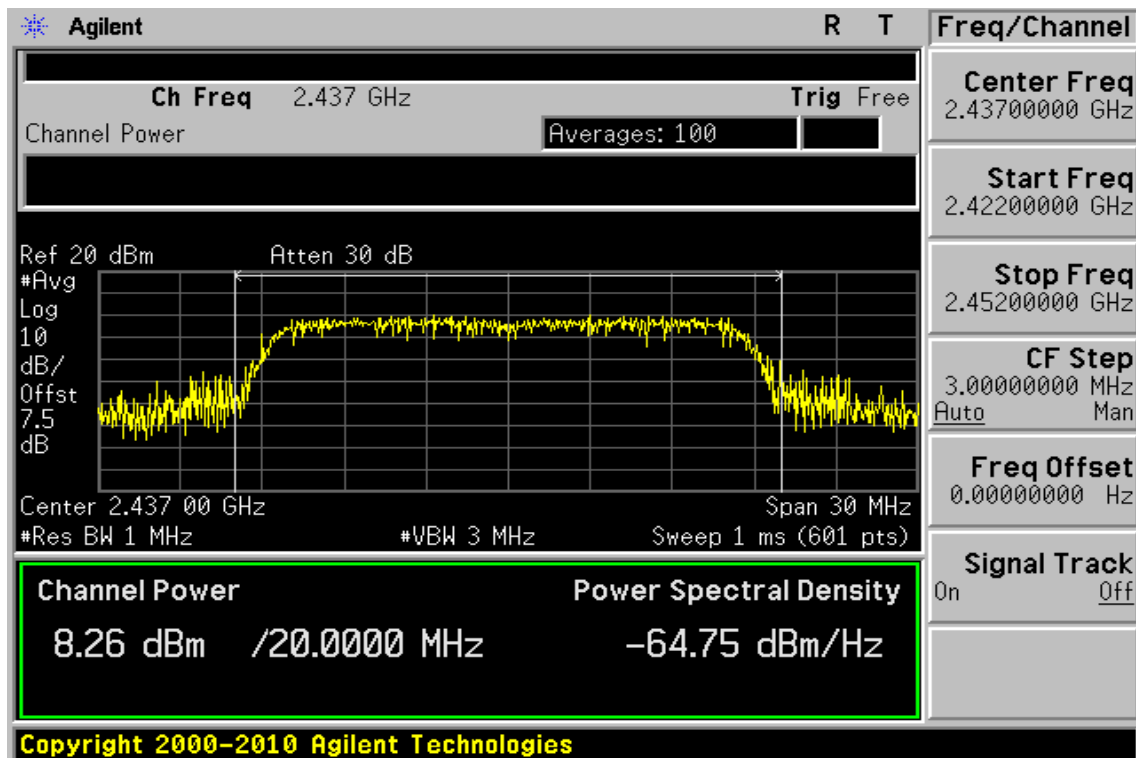 Agilent R T
Ch Freq 2.437 GHz Trig Free
Channel Power Averages: 100
Ref 20 dBm Atten 30 dB
#Avg
Log
10
dB/
Offst
7.5
dB
Center 2.437 00 GHz Span 30 MHz
#Res BW 1 MHz #VBW 3 MHz Sweep 1 ms (601 pts)
Channel Power Power Spectral Density
8.26 dBm /20.0000 MHz -64.75 dBm/Hz
Copyright 2000-2010 Agilent Technologies
Freq/Channel
Center Freq
2.43700000 GHz
Start Freq
2.42200000 GHz
Stop Freq
2.45200000 GHz
CF Step
3.00000000 MHz
Auto Man
Freq Offset
0.00000000 Hz
Signal Track
On Off